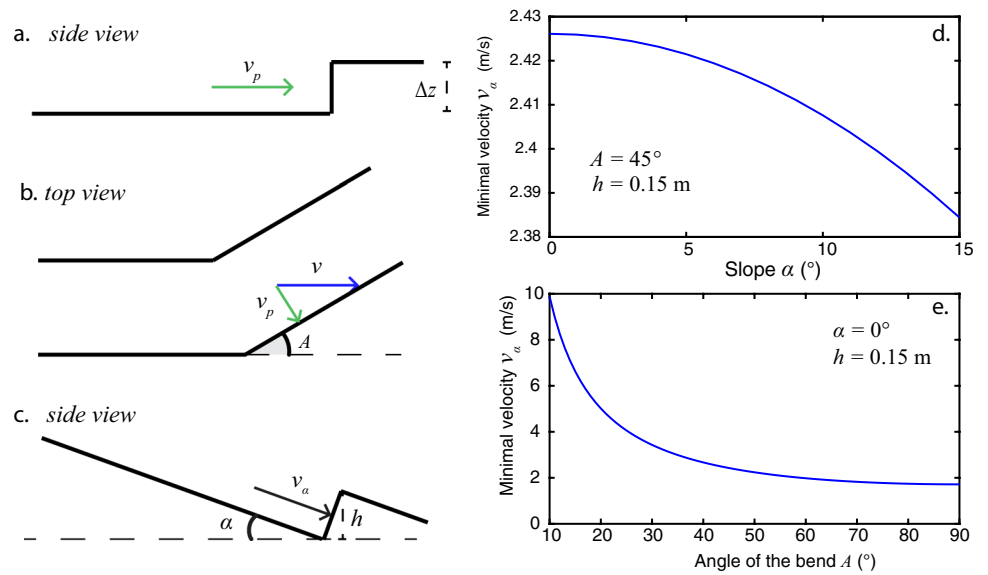 a. side view
v_p
Δz
b. top view
v
v_p
A
c. side view
v_α
α
h
d.
2.43
2.42
2.41
2.4
2.39
2.38
Minimal velocity v_α (m/s)
A = 45°
h = 0.15 m
0 5 10 15
Slope α (°)
e.
10
8
6
4
2
0
Minimal velocity v_α (m/s)
α = 0°
h = 0.15 m
10 20 30 40 50 60 70 80 90
Angle of the bend A (°)